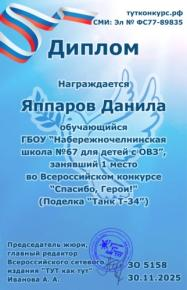 тутконкурс.рф
СМИ: Эл № ФС77-89835
Диплом
Награждается
Яппаров Данила
обучающийся
ГБОУ "Набережночелнинская
школа №67 для детей с ОВЗ",
занявший 1 место
во Всероссийском конкурсе
"Спасибо, Герои!"
(Поделка "Танк Т-34")
Председатель жюри,
главный редактор
Всероссийского сетевого
издания "ТУТ как тут"
Иванова А. А.
ЗО 5158
30.11.2025